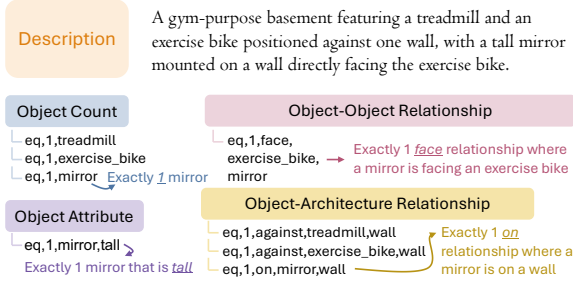 Description
A gym-purpose basement featuring a treadmill and an
exercise bike positioned against one wall, with a tall mirror
mounted on a wall directly facing the exercise bike.
Object Count
eq,1,treadmill
eq,1,exercise_bike
eq,1,mirror
Exactly 1 mirror
Object-Object Relationship
eq,1,face,
exercise_bike,
mirror
Exactly 1 face relationship where
a mirror is facing an exercise bike
Object Attribute
eq,1,mirror,tall
Exactly 1 mirror that is tall
Object-Architecture Relationship
eq,1,against,treadmill,wall
eq,1,against,exercise_bike,wall
eq,1,on,mirror,wall
Exactly 1 on
relationship where a
mirror is on a wall